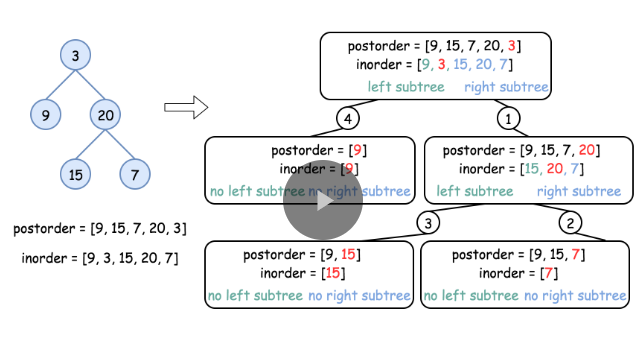 3
9
20
15
7
postorder = [9, 15, 7, 20, 3]
inorder = [9, 3, 15, 20, 7]
postorder = [9, 15, 7, 20, 3]
inorder = [9, 3, 15, 20, 7]
left subtree right subtree
4
1
postorder = [9]
inorder = [9]
no left subtree no right subtree
postorder = [9, 15, 7, 20]
inorder = [15, 20, 7]
left subtree right subtree
3
2
postorder = [9, 15]
inorder = [15]
no left subtree no right subtree
postorder = [9, 15, 7]
inorder = [7]
no left subtree no right subtree